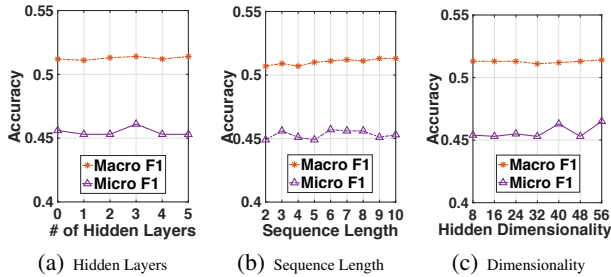 0.55
0.5
0.45
0.4
Accuracy
Macro F1
Micro F1
0 1 2 3 4 5
# of Hidden Layers
(a) Hidden Layers
0.55
0.5
0.45
0.4
Accuracy
Macro F1
Micro F1
2 3 4 5 6 7 8 9 10
Sequence Length
(b) Sequence Length
0.55
0.5
0.45
0.4
Accuracy
Macro F1
Micro F1
8 16 24 32 40 48 56
Hidden Dimensionality
(c) Dimensionality